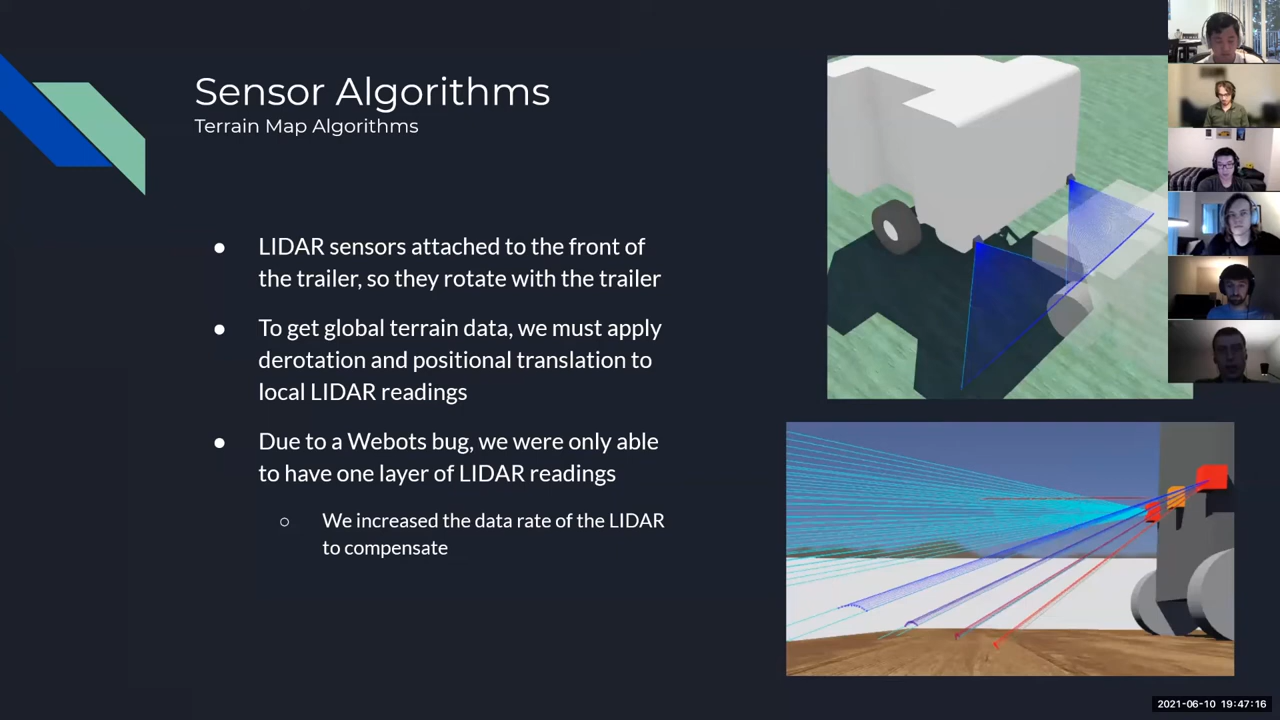 Sensor Algorithms
Terrain Map Algorithms
● LIDAR sensors attached to the front of
the trailer, so they rotate with the trailer
● To get global terrain data, we must apply
derotation and positional translation to
local LIDAR readings
● Due to a Webots bug, we were only able
to have one layer of LIDAR readings
○ We increased the data rate of the LIDAR
to compensate
2021-06-10 19:47:16